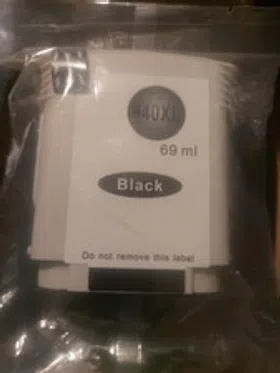 940XL
69 ml
Black
Do not remove this label